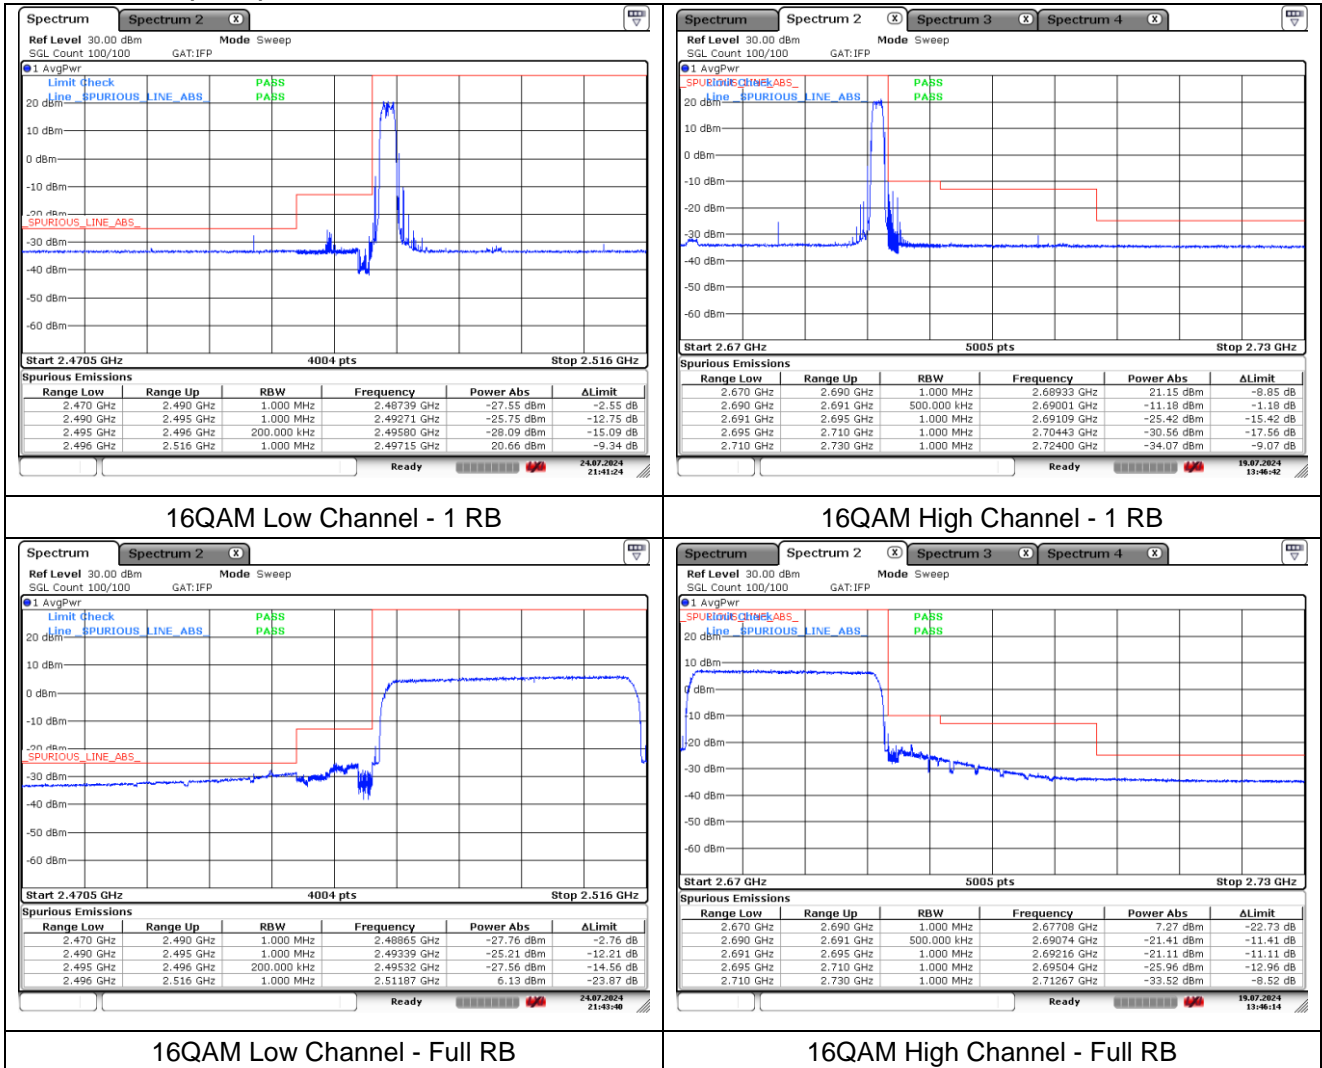 Spectrum Spectrum 2 X
Ref Level 30.00 dBm Mode Sweep
SGL Count 100/100 GAT:IFP
1 AvgPwr
Limit Check PASS
Line _SPURIOUS_LINE_ABS_ PASS
20 dBm
10 dBm
0 dBm
-10 dBm
-20 dBm
_SPURIOUS_LINE_ABS_
-30 dBm
-40 dBm
-50 dBm
-60 dBm
Start 2.4705 GHz 4004 pts Stop 2.516 GHz
Spurious Emissions
Range Low Range Up RBW Frequency Power Abs ΔLimit
2.470 GHz 2.490 GHz 1.000 MHz 2.48739 GHz -27.55 dBm -2.55 dB
2.490 GHz 2.495 GHz 1.000 MHz 2.49271 GHz -25.75 dBm -12.75 dB
2.495 GHz 2.496 GHz 200.000 kHz 2.49580 GHz -28.09 dBm -15.09 dB
2.496 GHz 2.516 GHz 1.000 MHz 2.49715 GHz 20.66 dBm -9.34 dB
Ready 24.07.2024
21:41:24
Spectrum Spectrum 2 X Spectrum 3 X Spectrum 4 X
Ref Level 30.00 dBm Mode Sweep
SGL Count 100/100 GAT:IFP
1 AvgPwr
_SPURIOUS_LINE_ABS_
Limit Check PASS
Line _SPURIOUS_LINE_ABS_ PASS
20 dBm
10 dBm
0 dBm
-10 dBm
-20 dBm
-30 dBm
-40 dBm
-50 dBm
-60 dBm
Start 2.67 GHz 5005 pts Stop 2.73 GHz
Spurious Emissions
Range Low Range Up RBW Frequency Power Abs ΔLimit
2.670 GHz 2.690 GHz 1.000 MHz 2.68933 GHz 21.15 dBm -8.85 dB
2.690 GHz 2.691 GHz 500.000 kHz 2.69001 GHz -11.18 dBm -1.18 dB
2.691 GHz 2.695 GHz 1.000 MHz 2.69109 GHz -25.42 dBm -15.42 dB
2.695 GHz 2.710 GHz 1.000 MHz 2.70443 GHz -30.56 dBm -17.56 dB
2.710 GHz 2.730 GHz 1.000 MHz 2.72400 GHz -34.07 dBm -9.07 dB
Ready 19.07.2024
13:46:42
16QAM Low Channel - 1 RB
16QAM High Channel - 1 RB
Spectrum Spectrum 2 X
Ref Level 30.00 dBm Mode Sweep
SGL Count 100/100 GAT:IFP
1 AvgPwr
Limit Check PASS
Line _SPURIOUS_LINE_ABS_ PASS
20 dBm
10 dBm
0 dBm
-10 dBm
-20 dBm
_SPURIOUS_LINE_ABS_
-30 dBm
-40 dBm
-50 dBm
-60 dBm
Start 2.4705 GHz 4004 pts Stop 2.516 GHz
Spurious Emissions
Range Low Range Up RBW Frequency Power Abs ΔLimit
2.470 GHz 2.490 GHz 1.000 MHz 2.48865 GHz -27.76 dBm -2.76 dB
2.490 GHz 2.495 GHz 1.000 MHz 2.49339 GHz -25.21 dBm -12.21 dB
2.495 GHz 2.496 GHz 200.000 kHz 2.49532 GHz -27.56 dBm -14.56 dB
2.496 GHz 2.516 GHz 1.000 MHz 2.51187 GHz 6.13 dBm -23.87 dB
Ready 24.07.2024
21:43:40
Spectrum Spectrum 2 X Spectrum 3 X Spectrum 4 X
Ref Level 30.00 dBm Mode Sweep
SGL Count 100/100 GAT:IFP
1 AvgPwr
_SPURIOUS_LINE_ABS_
Limit Check PASS
Line _SPURIOUS_LINE_ABS_ PASS
20 dBm
10 dBm
0 dBm
-10 dBm
-20 dBm
-30 dBm
-40 dBm
-50 dBm
-60 dBm
Start 2.67 GHz 5005 pts Stop 2.73 GHz
Spurious Emissions
Range Low Range Up RBW Frequency Power Abs ΔLimit
2.670 GHz 2.690 GHz 1.000 MHz 2.67708 GHz 7.27 dBm -22.73 dB
2.690 GHz 2.691 GHz 500.000 kHz 2.69074 GHz -21.41 dBm -11.41 dB
2.691 GHz 2.695 GHz 1.000 MHz 2.69216 GHz -21.11 dBm -11.11 dB
2.695 GHz 2.710 GHz 1.000 MHz 2.69504 GHz -25.96 dBm -12.96 dB
2.710 GHz 2.730 GHz 1.000 MHz 2.71267 GHz -33.52 dBm -8.52 dB
Ready 19.07.2024
13:46:14
16QAM Low Channel - Full RB
16QAM High Channel - Full RB